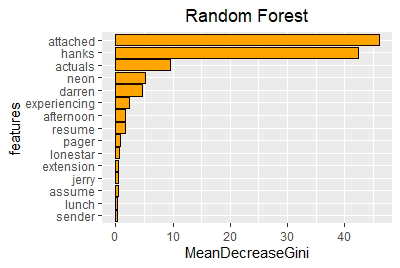 Random Forest
features
attached
hanks
actuals
neon
darren
experiencing
afternoon
resume
pager
lonestar
extension
jerry
assume
lunch
sender
0 10 20 30 40
MeanDecreaseGini